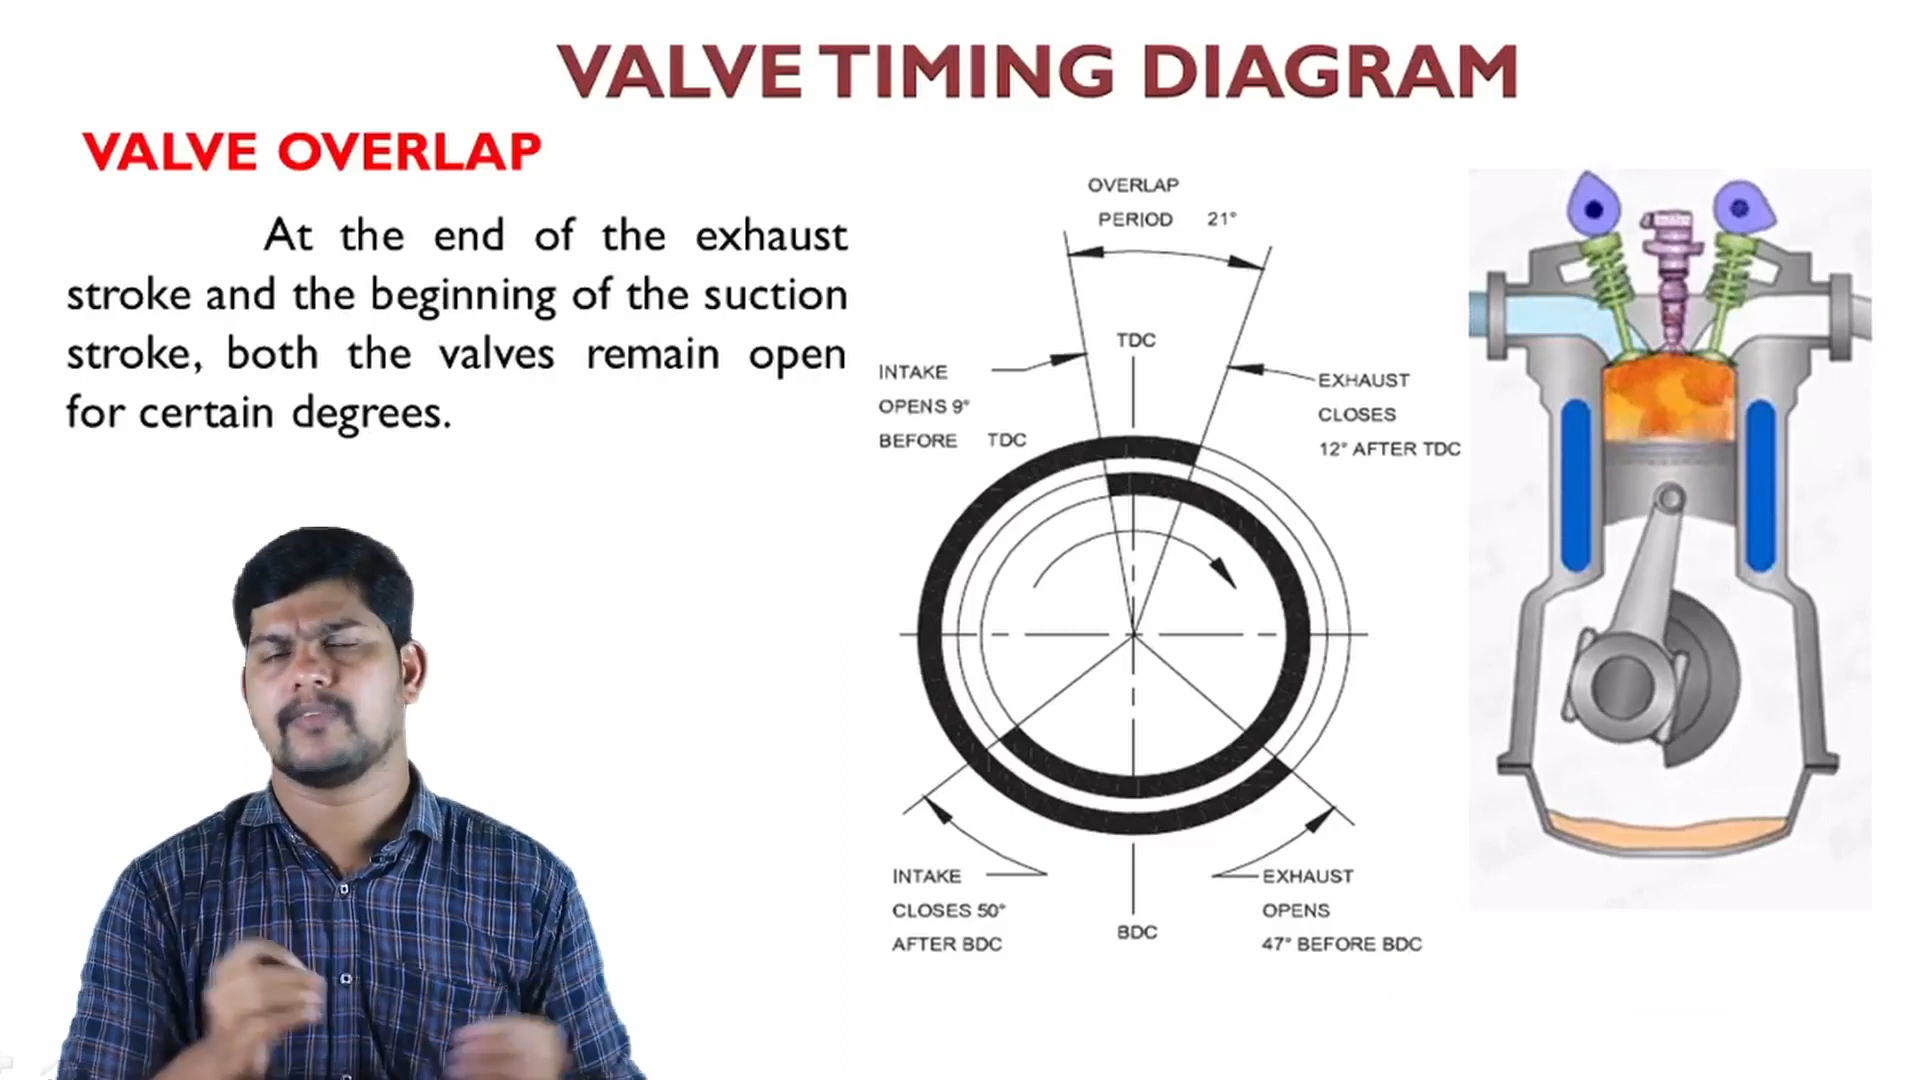 VALVE TIMING DIAGRAM
VALVE OVERLAP
At the end of the exhaust
stroke and the beginning of the suction
stroke, both the valves remain open
for certain degrees.
OVERLAP
PERIOD 21°
TDC
INTAKE
OPENS 9°
BEFORE TDC
EXHAUST
CLOSES
12° AFTER TDC
INTAKE
CLOSES 50°
AFTER BDC
BDC
EXHAUST
OPENS
47° BEFORE BDC